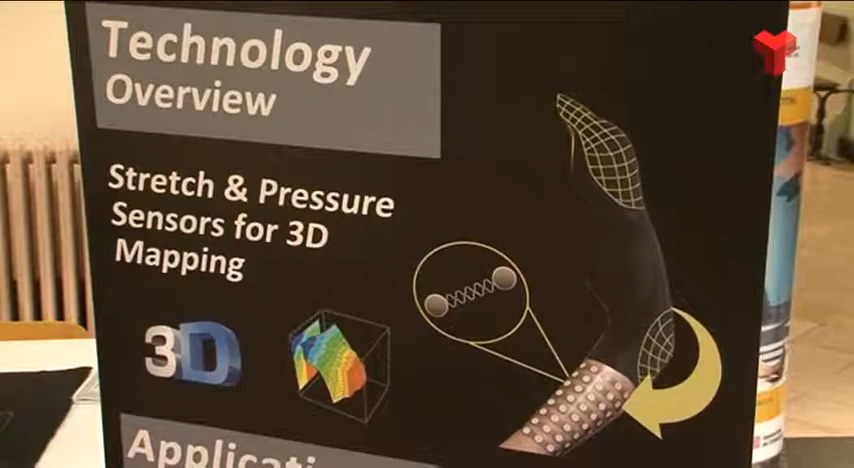 Technology
Overview
Stretch & Pressure
Sensors for 3D
Mapping
3D